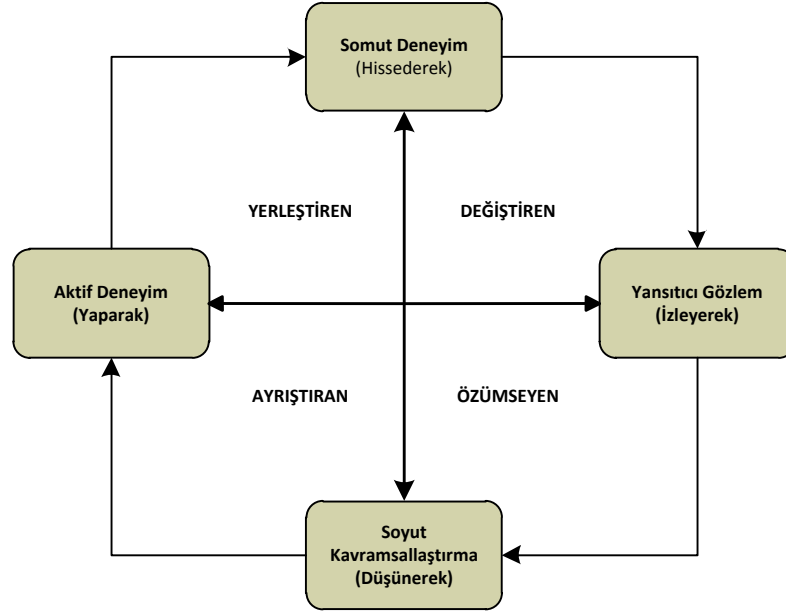 Somut Deneyim
(Hissederek)
YERLEŞTİREN
DEĞİŞTİREN
Aktif Deneyim
(Yaparak)
Yansıtıcı Gözlem
(İzleyerek)
AYRIŞTIRAN
ÖZÜMSEYEN
Soyut
Kavramsallaştırma
(Düşünerek)